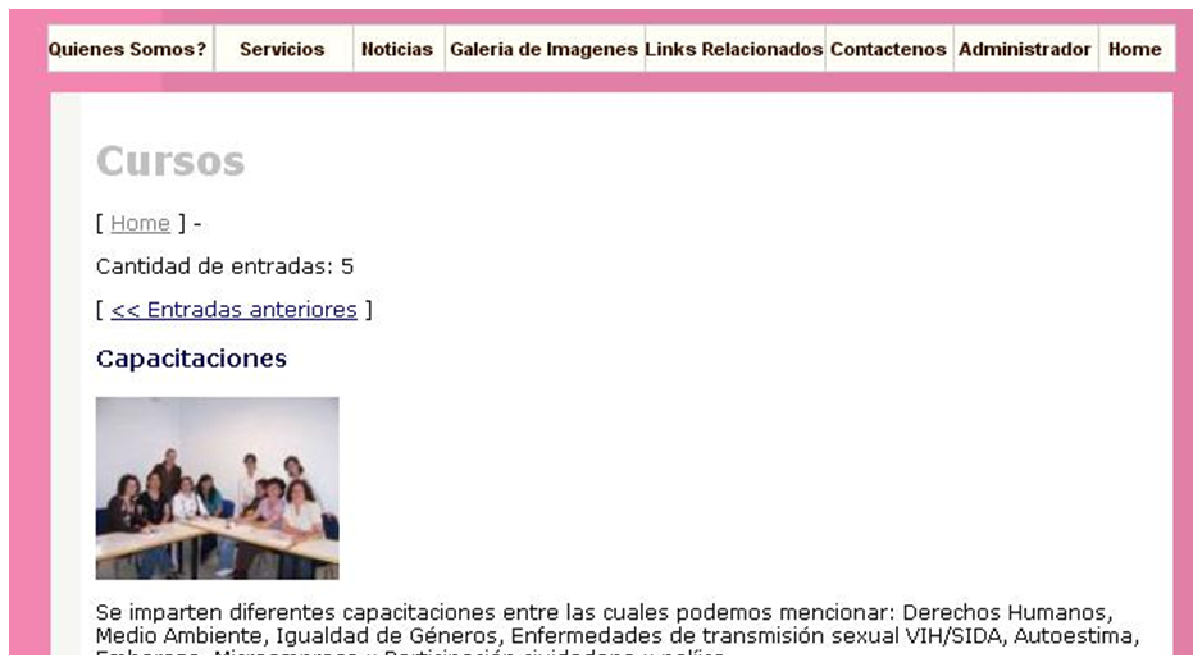 Quienes Somos? Servicios Noticias Galeria de Imagenes Links Relacionados Contactenos Administrador Home
Cursos
[ Home ] -
Cantidad de entradas: 5
[ << Entradas anteriores ]
Capacitaciones
Se imparten diferentes capacitaciones entre las cuales podemos mencionar: Derechos Humanos,
Medio Ambiente, Igualdad de Géneros, Enfermedades de transmisión sexual VIH/SIDA, Autoestima,